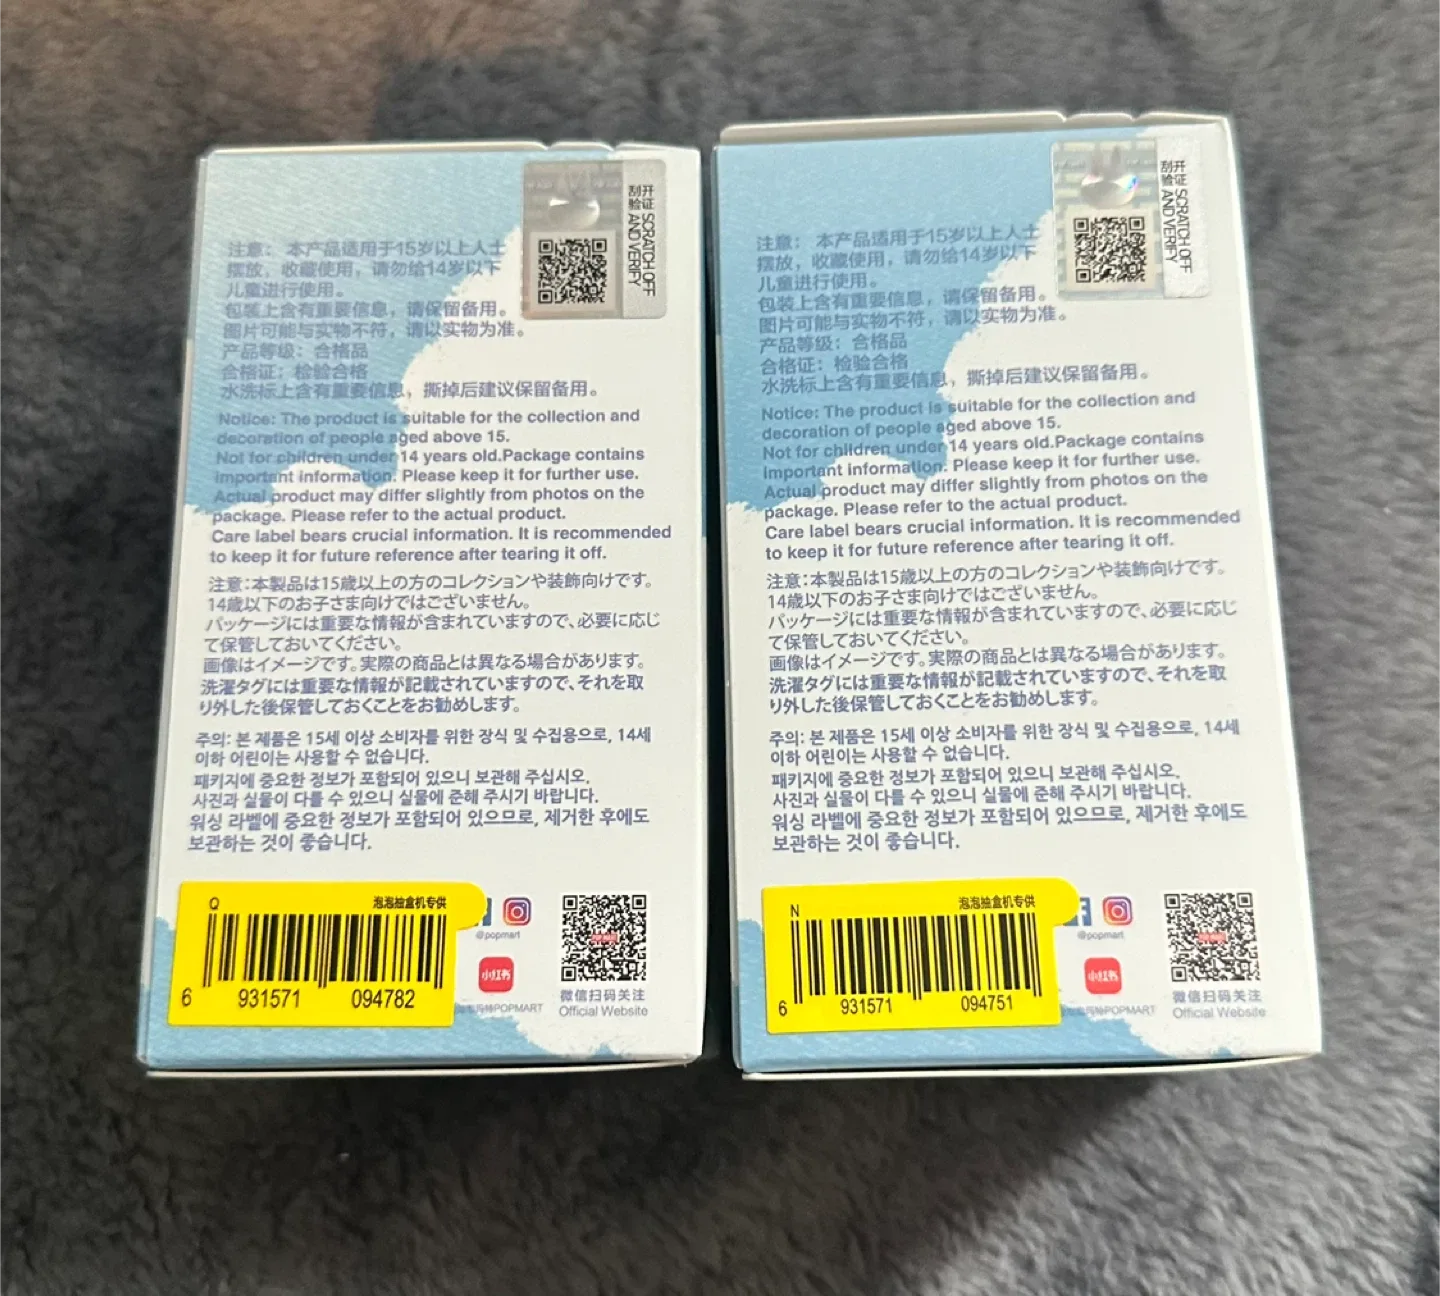 刮开
验证 SCRATCH OFF
AND VERIFY
注意： 本产品适用于15岁以上人士
摆放，收藏使用，请勿给14岁以下
儿童进行使用。
包装上含有重要信息，请保留备用。
图片可能与实物不符，请以实物为准。
产品等级：合格品
合格证：检验合格
水洗标上含有重要信息，撕掉后建议保留备用。
Notice: The product is suitable for the collection and
decoration of people aged above 15.
Not for children under 14 years old.Package contains
important information. Please keep it for further use.
Actual product may differ slightly from photos on the
package. Please refer to the actual product.
Care label bears crucial information. It is recommended
to keep it for future reference after tearing it off.
注意：本製品は15歳以上の方のコレクションや装飾向けです。
14歳以下のお子さま向けではございません。
パッケージには重要な情報が含まれていますので、必要に応じ
て保管しておいてください。
画像はイメージです。実際の商品とは異なる場合があります。
洗濯タグには重要な情報が記載されていますので、それを取
り外した後保管しておくことをお勧めします。
주의: 본 제품은 15세 이상 소비자를 위한 장식 및 수집용으로, 14세
이하 어린이는 사용할 수 없습니다.
패키지에 중요한 정보가 포함되어 있으니 보관해 주십시오.
사진과 실물이 다를 수 있으니 실물에 준해 주시기 바랍니다.
워싱 라벨에 중요한 정보가 포함되어 있으므로, 제거한 후에도
보관하는 것이 좋습니다.
Q 泡泡抽盒机专供
6 931571 094782
@popmart
小红书
POPMART
POP MART
微信扫码关注
Official Website
刮开
验证 SCRATCH OFF
AND VERIFY
注意： 本产品适用于15岁以上人士
摆放，收藏使用，请勿给14岁以下
儿童进行使用。
包装上含有重要信息，请保留备用。
图片可能与实物不符，请以实物为准。
产品等级：合格品
合格证：检验合格
水洗标上含有重要信息，撕掉后建议保留备用。
Notice: The product is suitable for the collection and
decoration of people aged above 15.
Not for children under 14 years old.Package contains
important information. Please keep it for further use.
Actual product may differ slightly from photos on the
package. Please refer to the actual product.
Care label bears crucial information. It is recommended
to keep it for future reference after tearing it off.
注意：本製品は15歳以上の方のコレクションや装飾向けです。
14歳以下のお子さま向けではございません。
パッケージには重要な情報が含まれていますので、必要に応じ
て保管しておいてください。
画像はイメージです。実際の商品とは異なる場合があります。
洗濯タグには重要な情報が記載されていますので、それを取
り外した後保管しておくことをお勧めします。
주의: 본 제품은 15세 이상 소비자를 위한 장식 및 수집용으로, 14세
이하 어린이는 사용할 수 없습니다.
패키지에 중요한 정보가 포함되어 있으니 보관해 주십시오.
사진과 실물이 다를 수 있으니 실물에 준해 주시기 바랍니다.
워싱 라벨에 중요한 정보가 포함되어 있으므로, 제거한 후에도
보관하는 것이 좋습니다.
N 泡泡抽盒机专供
6 931571 094751
@popmart
小红书
POPMART
POP MART
微信扫码关注
Official Website